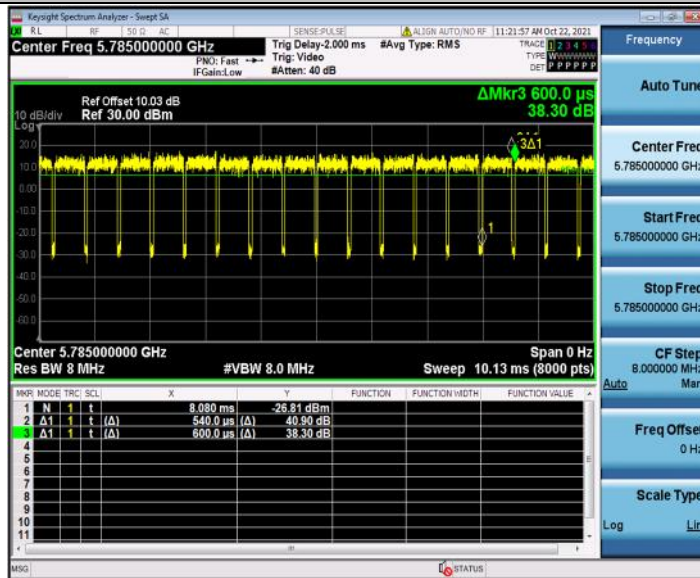 Keysight Spectrum Analyzer - Swept SA
RL RF 50 Ω AC SENSE:PULSE ALIGN AUTO/NO RF 11:21:57 AM Oct 22, 2021
Center Freq 5.785000000 GHz
Trig Delay-2.000 ms #Avg Type: RMS TRACE 1 2 3 4 5 6
PNO: Fast Trig: Video TYPE
IFGain:Low #Atten: 40 dB DET P P P P P P
Frequency
Auto Tune
Ref Offset 10.03 dB
10 dB/div Ref 30.00 dBm
ΔMkr3 600.0 µs
38.30 dB
Log
20.0
10.0
0.00
-10.0
-20.0
-30.0
-40.0
-50.0
-60.0
3Δ1
1
Center 5.785000000 GHz Span 0 Hz
Res BW 8 MHz #VBW 8.0 MHz Sweep 10.13 ms (8000 pts)
MKR MODE TRC SCL X Y FUNCTION FUNCTION WIDTH FUNCTION VALUE
1 N 1 t 8.080 ms -26.81 dBm
2 Δ1 1 t (Δ) 540.0 µs (Δ) 40.90 dB
3 Δ1 1 t (Δ) 600.0 µs (Δ) 38.30 dB
4
5
6
7
8
9
10
11
Center Freq
5.785000000 GHz
Start Freq
5.785000000 GHz
Stop Freq
5.785000000 GHz
CF Step
8.000000 MHz
Auto Man
Freq Offset
0 Hz
Scale Type
Log Lin
MSG STATUS